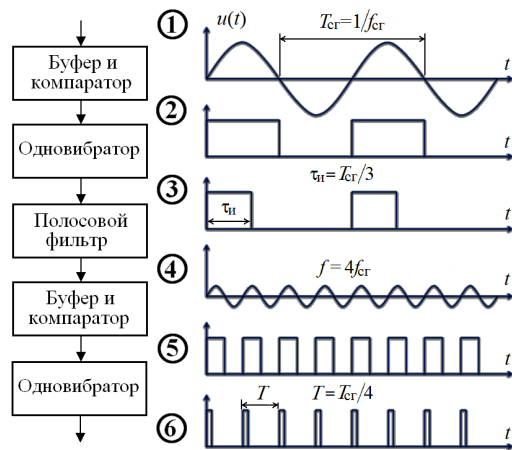 Буфер и
компаратор
Одновибратор
Полосовой
фильтр
Буфер и
компаратор
Одновибратор
1
u(t)
Tсг=1/fсг
t
2
t
3
τи=Tсг/3
τи
t
4
f = 4fсг
t
5
t
6
T
T = Tсг/4
t